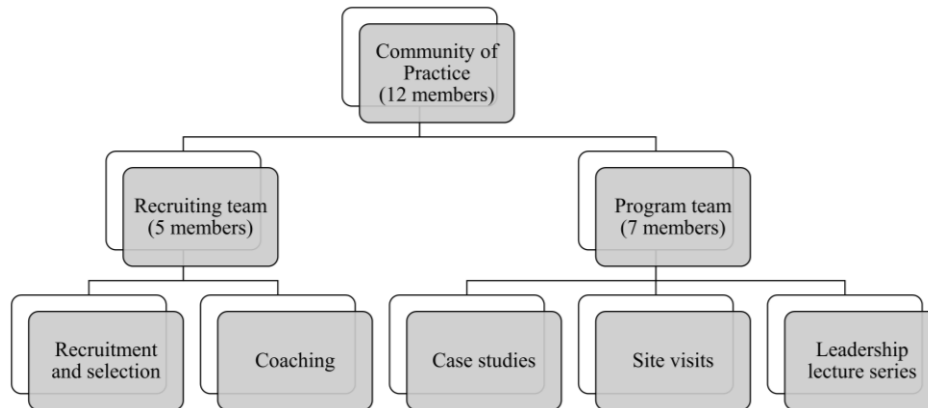 Community of
Practice
(12 members)
Recruiting team
(5 members)
Program team
(7 members)
Recruitment
and selection
Coaching
Case studies
Site visits
Leadership
lecture series